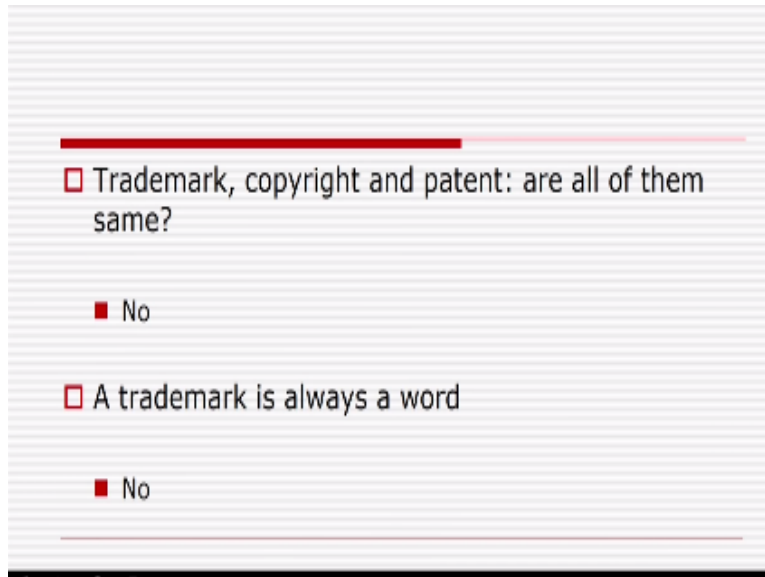 Trademark, copyright and patent: are all of them
same?
No
A trademark is always a word
No